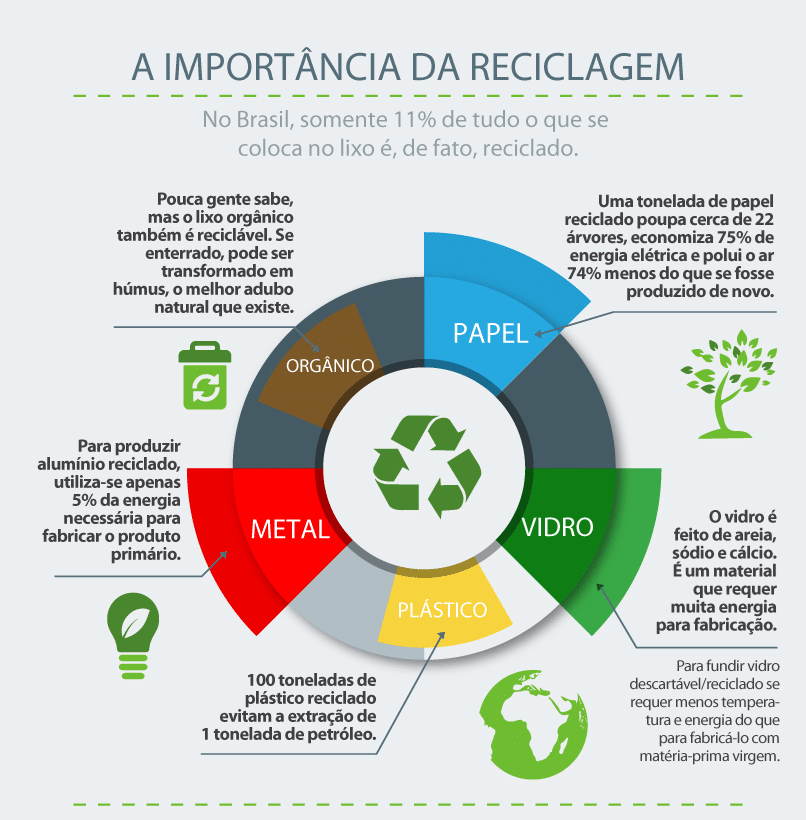 A IMPORTÂNCIA DA RECICLAGEM
No Brasil, somente 11% de tudo o que se
coloca no lixo é, de fato, reciclado.
Pouca gente sabe,
mas o lixo orgânico
também é reciclável. Se
enterrado, pode ser
transformado em
húmus, o melhor adubo
natural que existe.
Uma tonelada de papel
reciclado poupa cerca de 22
árvores, economiza 75% de
energia elétrica e polui o ar
74% menos do que se fosse
produzido de novo.
PAPEL
ORGÂNICO
Para produzir
alumínio reciclado,
utiliza-se apenas
5% da energia
necessária para
fabricar o produto
primário.
METAL
VIDRO
O vidro é
feito de areia,
sódio e cálcio.
É um material
que requer
muita energia
para fabricação.
PLÁSTICO
100 toneladas de
plástico reciclado
evitam a extração de
1 tonelada de petróleo.
Para fundir vidro
descartável/reciclado se
requer menos tempera-
tura e energia do que
para fabricá-lo com
matéria-prima virgem.